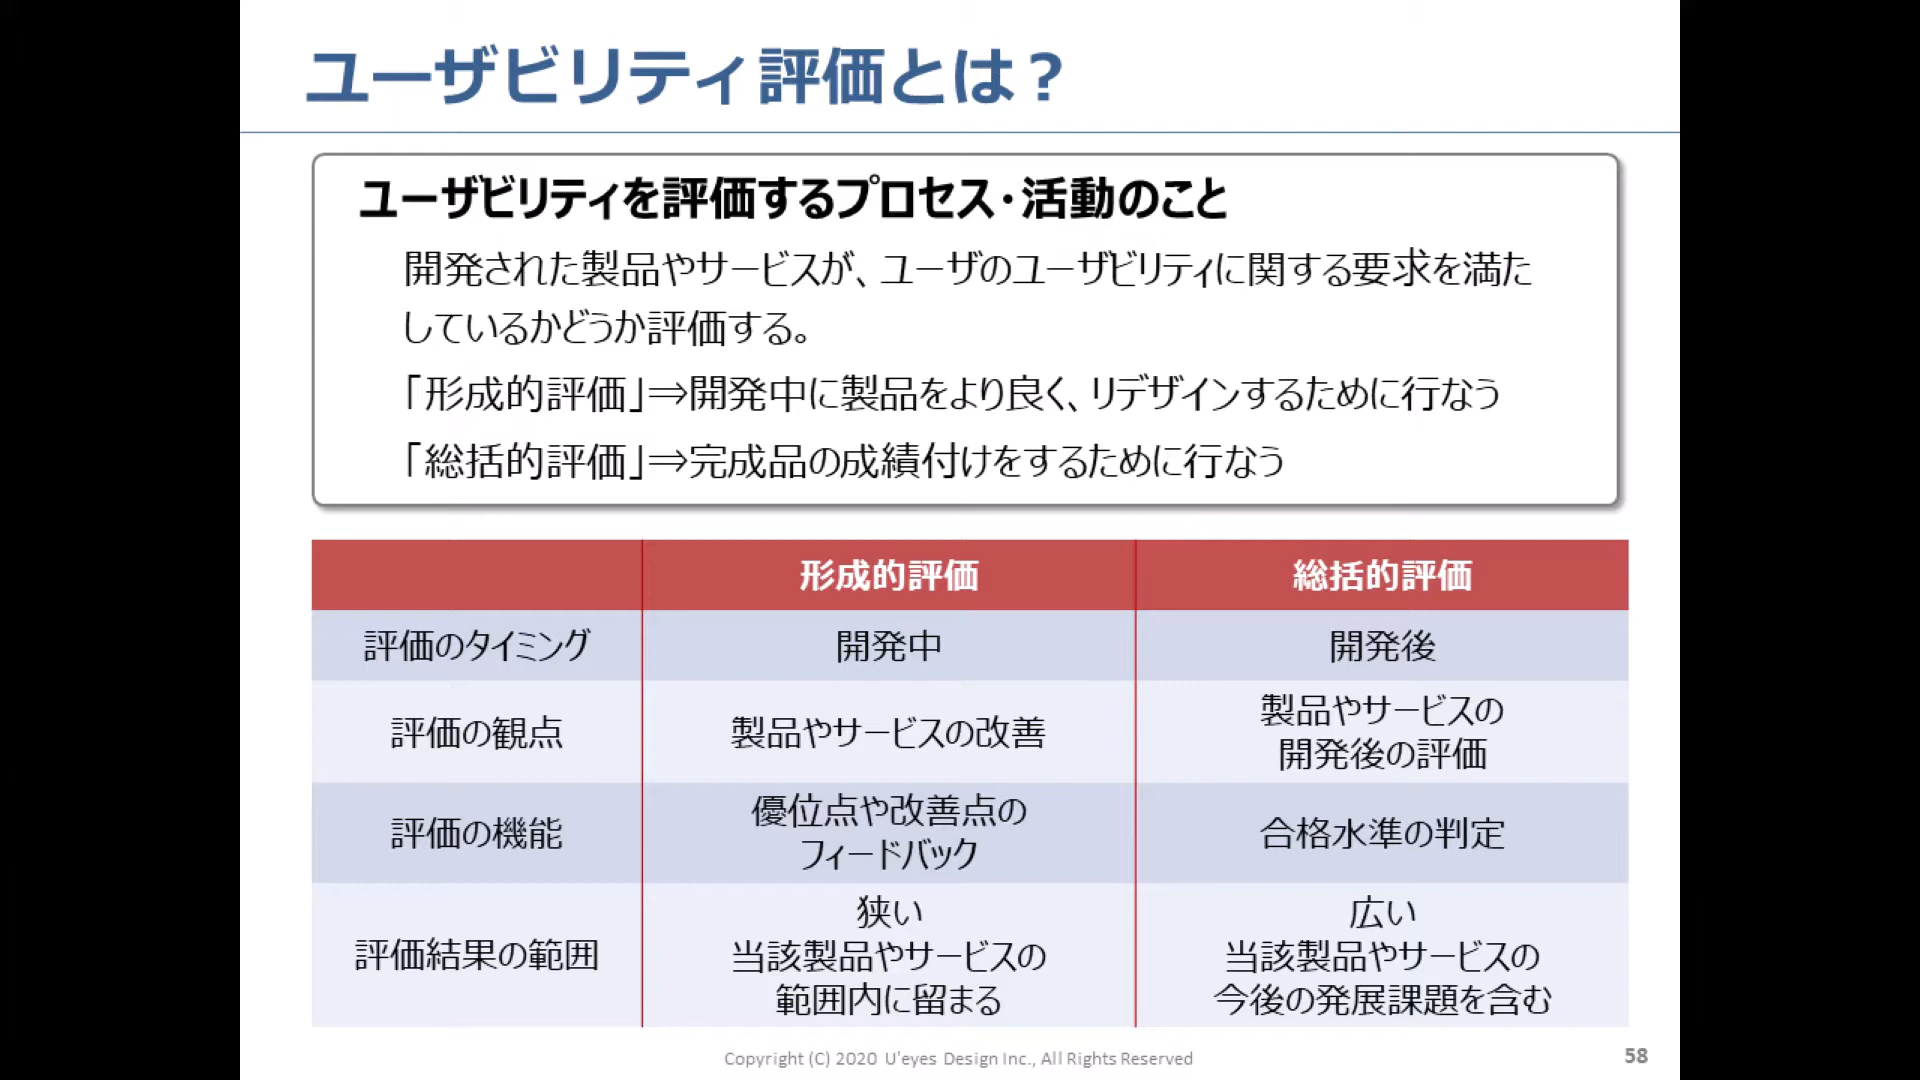 ユーザビリティ評価とは？
ユーザビリティを評価するプロセス・活動のこと
開発された製品やサービスが、ユーザのユーザビリティに関する要求を満た
しているかどうか評価する。
「形成的評価」⇒開発中に製品をより良く、リデザインするために行なう
「総括的評価」⇒完成品の成績付けをするために行なう
形成的評価
総括的評価
評価のタイミング
開発中
開発後
評価の観点
製品やサービスの改善
製品やサービスの
開発後の評価
評価の機能
優位点や改善点の
フィードバック
合格水準の判定
評価結果の範囲
狭い
当該製品やサービスの
範囲内に留まる
広い
当該製品やサービスの
今後の発展課題を含む
Copyright (C) 2020 U'eyes Design Inc., All Rights Reserved
58